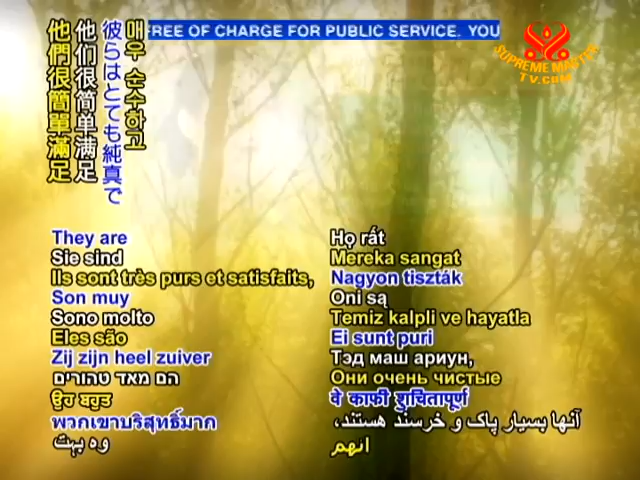 FREE OF CHARGE FOR PUBLIC SERVICE. YOU
SUPREME MASTER
TV.COM
매우 순수하고
彼らはとても純真で
他们很简单满足
他們很簡單滿足
They are
Sie sind
Ils sont très purs et satisfaits,
Son muy
Sono molto
Eles são
Zij zijn heel zuiver
הם מאד טהורים
ਉਹ ਬਹੁਤ
พวกเขาบริสุทธิ์มาก
وہ بہت
Họ rất
Mereka sangat
Nagyon tiszták
Oni są
Temiz kalpli ve hayatla
Ei sunt puri
Тэд маш ариун,
Они очень чистые
वे काफी शुचितापूर्ण
آنها بسیار پاک و خرسند هستند،
انهم